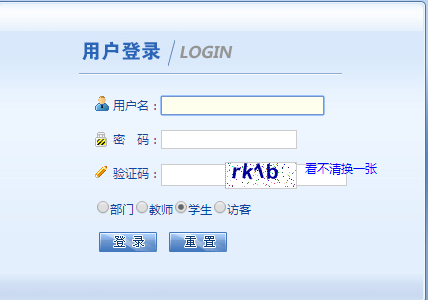 用户登录 LOGIN
用户名：
密 码：
验证码： 看不清换一张
部门 教师 学生 访客
登 录 重 置